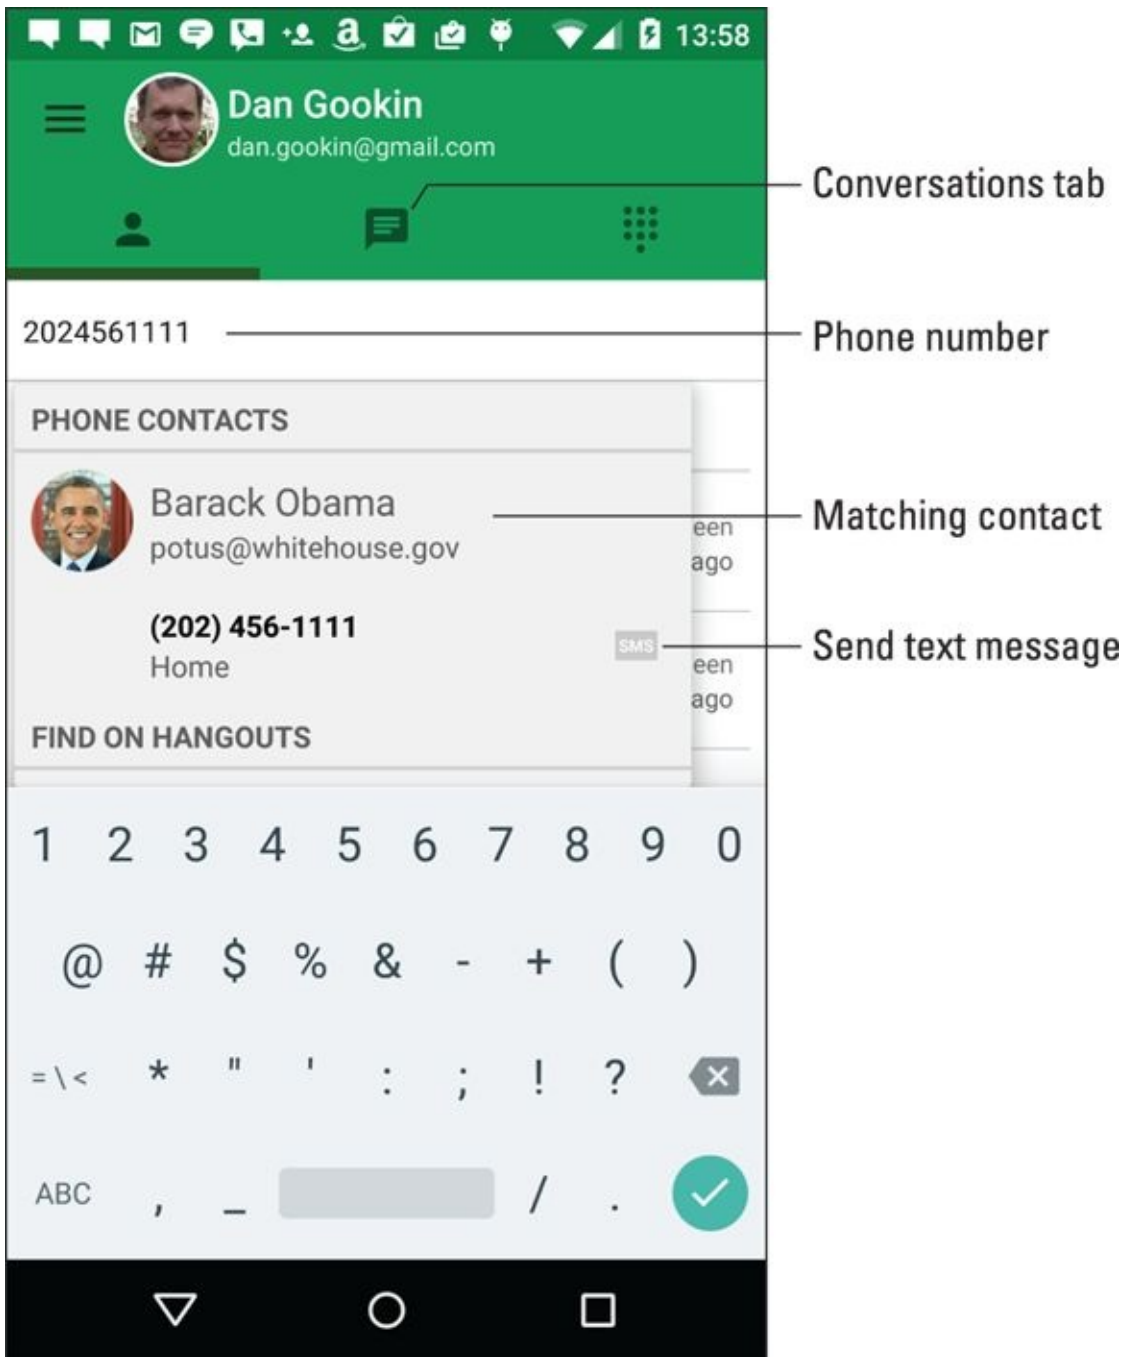 13:58
Dan Gookin
dan.gookin@gmail.com
Conversations tab
2024561111
Phone number
PHONE CONTACTS
Barack Obama
potus@whitehouse.gov
Matching contact
een
ago
(202) 456-1111
Home
SMS
Send text message
een
ago
FIND ON HANGOUTS
1 2 3 4 5 6 7 8 9 0
@ # $ % & - + ( )
= \ < * " ' : ; ! ?
ABC , _ / .